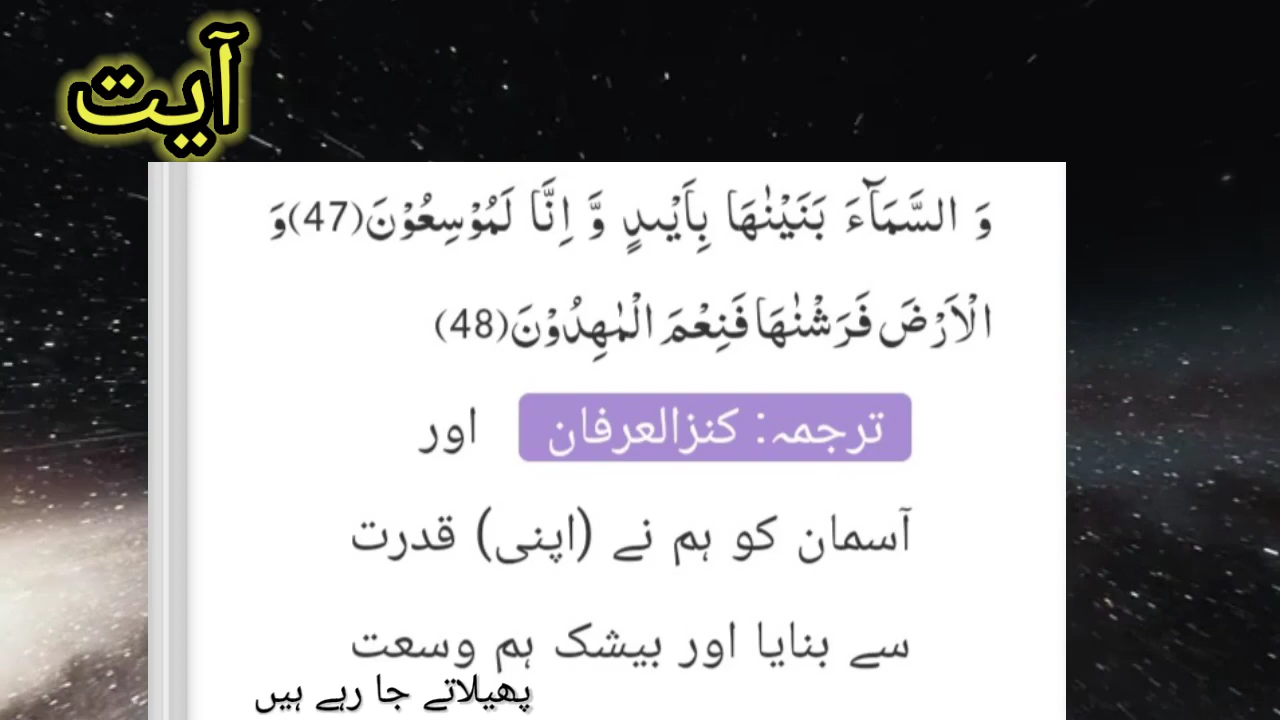 آیت
وَ السَّمَآءَ بَنَیْنٰهَا بِاَیْىدٍ وَّ اِنَّا لَمُوْسِعُوْنَ(47)وَ
الْاَرْضَ فَرَشْنٰهَا فَنِعْمَ الْمٰهِدُوْنَ(48)
ترجمہ: کنزالعرفان اور
آسمان کو ہم نے (اپنی) قدرت
سے بنایا اور بیشک ہم وسعت
پھیلاتے جا رہے ہیں